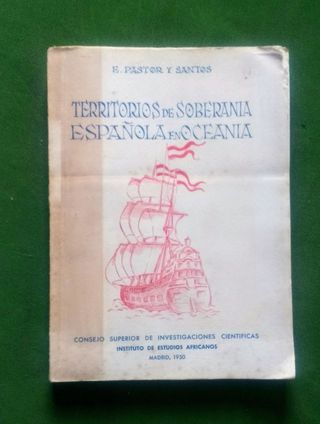 E. PASTOR Y SANTOS
TERRITORIOS DE SOBERANIA
ESPAÑOLA EN OCEANIA
CONSEJO SUPERIOR DE INVESTIGACIONES CIENTIFICAS
INSTITUTO DE ESTUDIOS AFRICANOS
MADRID, 1950